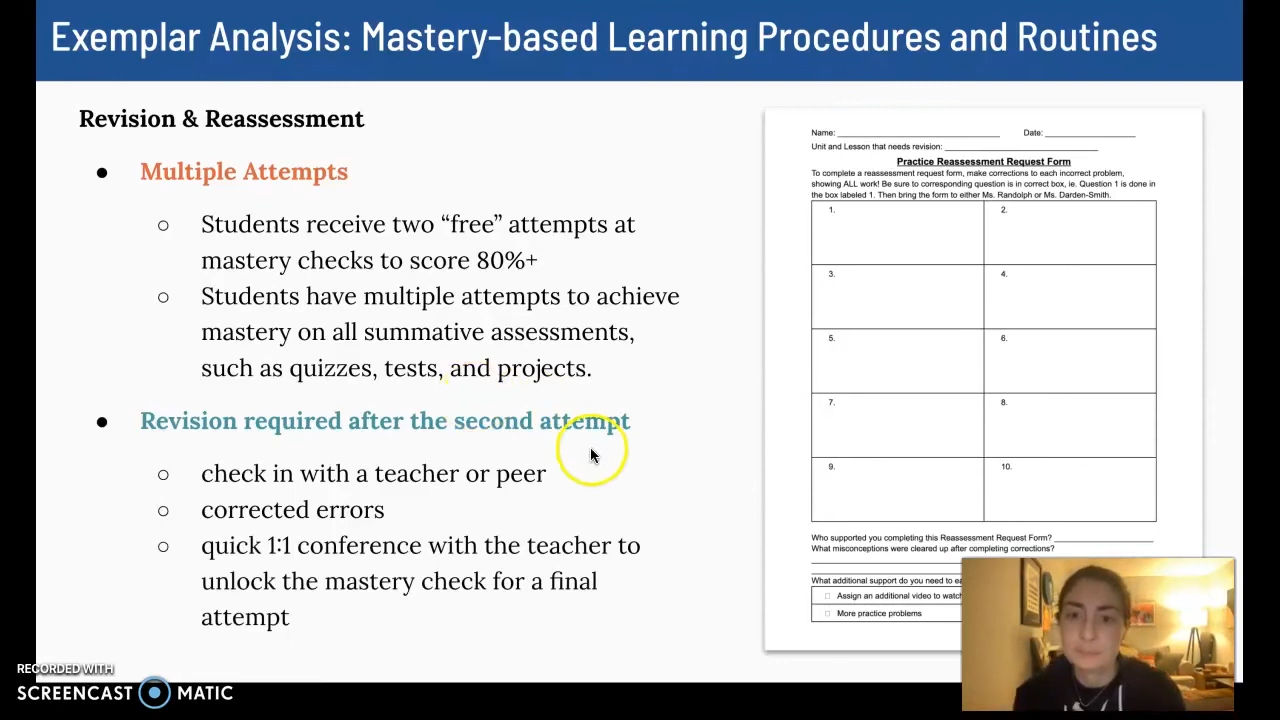 Exemplar Analysis: Mastery-based Learning Procedures and Routines
Revision & Reassessment
● Multiple Attempts
○ Students receive two “free” attempts at
mastery checks to score 80%+
○ Students have multiple attempts to achieve
mastery on all summative assessments,
such as quizzes, tests, and projects.
● Revision required after the second attempt
○ check in with a teacher or peer
○ corrected errors
○ quick 1:1 conference with the teacher to
unlock the mastery check for a final
attempt
Name: ____________ Date: ____________
Unit and Lesson that needs revision: ____________
Practice Reassessment Request Form
To complete a reassessment request form, make corrections to each incorrect problem,
showing ALL work! Be sure to corresponding question is in correct box, ie. Question 1 is done in
the box labeled 1. Then bring the form to either Ms. Randolph or Ms. Darden-Smith.
1. 2.
3. 4.
5. 6.
7. 8.
9. 10.
Who supported you completing this Reassessment Request Form? ____________
What misconceptions were cleared up after completing corrections?
What additional support do you need to
Assign an additional video to watch
More practice problems
RECORDED WITH
SCREENCAST MATIC